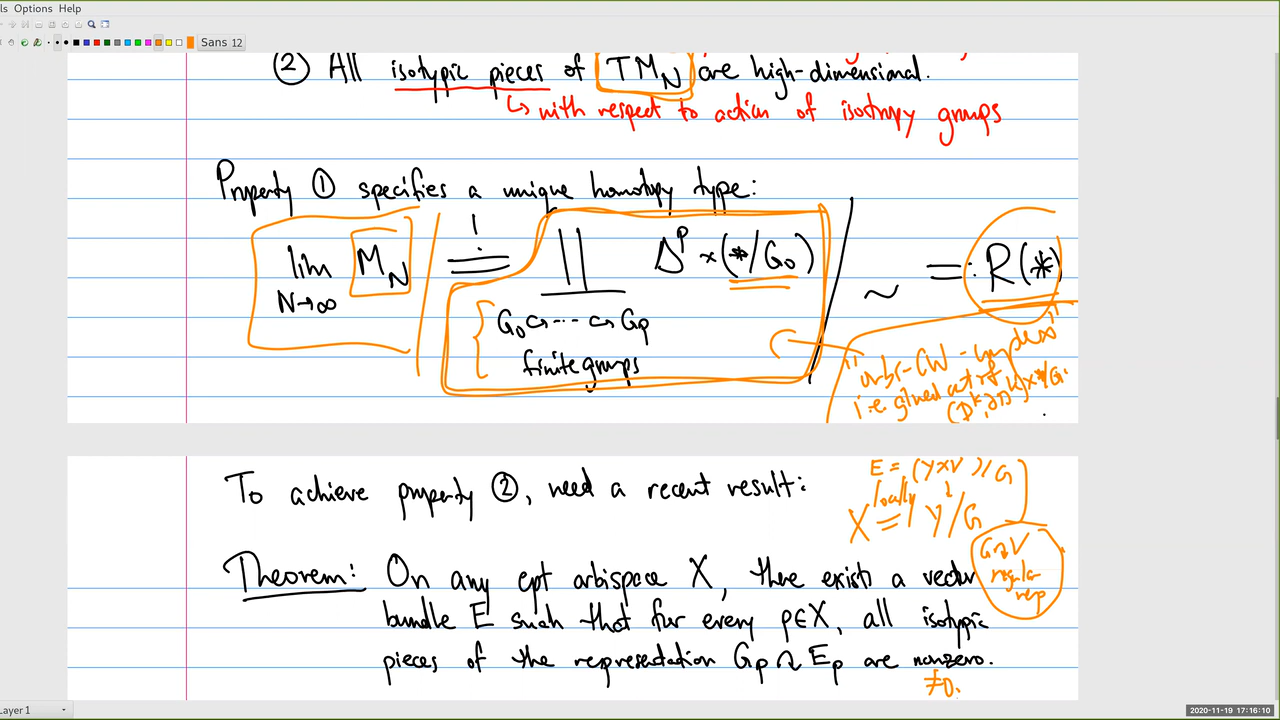 ls Options Help
Sans 12
② All isotypic pieces of TM_N are high-dimensional.
↳ with respect to action of isotropy groups
Property ① specifies a unique homotopy type:
lim M_N = ∐ Δ^p × (*/G_0) / ~ =: R(*)
N→∞
!
G_0 ↪ ··· ↪ G_p
finite groups
orbi-CW-complex
i.e. glued out of
(D^k, ∂D^k) × */G
E = (Y×V)/G
↓
locally
X = Y/G
To achieve property ②, need a recent result:
G↷V
regular
rep
Theorem: On any cpt orbispace X, there exists a vector
bundle E such that for every p∈X, all isotypic
pieces of the representation G_p ↷ E_p are nonzero.
≠0.
Layer 1
2020-11-19 17:16:10